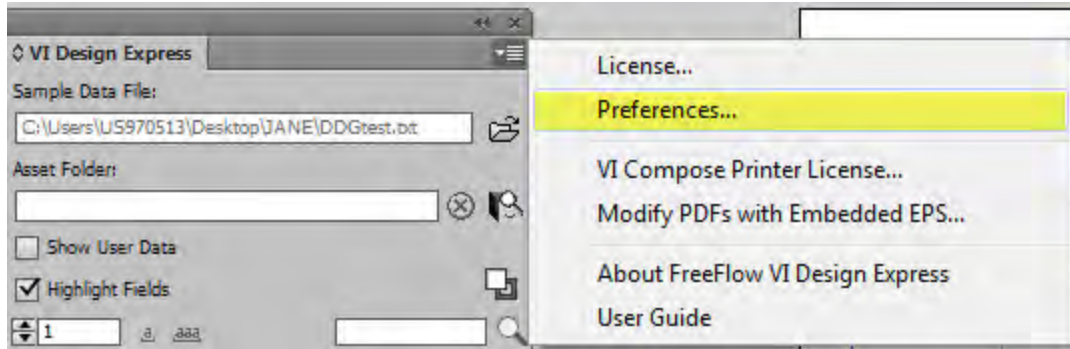 VI Design Express
Sample Data File:
C:\Users\US970513\Desktop\JANE\DDGtest.txt
Asset Folder:
Show User Data
Highlight Fields
1 a aaa
License...
Preferences...
VI Compose Printer License...
Modify PDFs with Embedded EPS...
About FreeFlow VI Design Express
User Guide